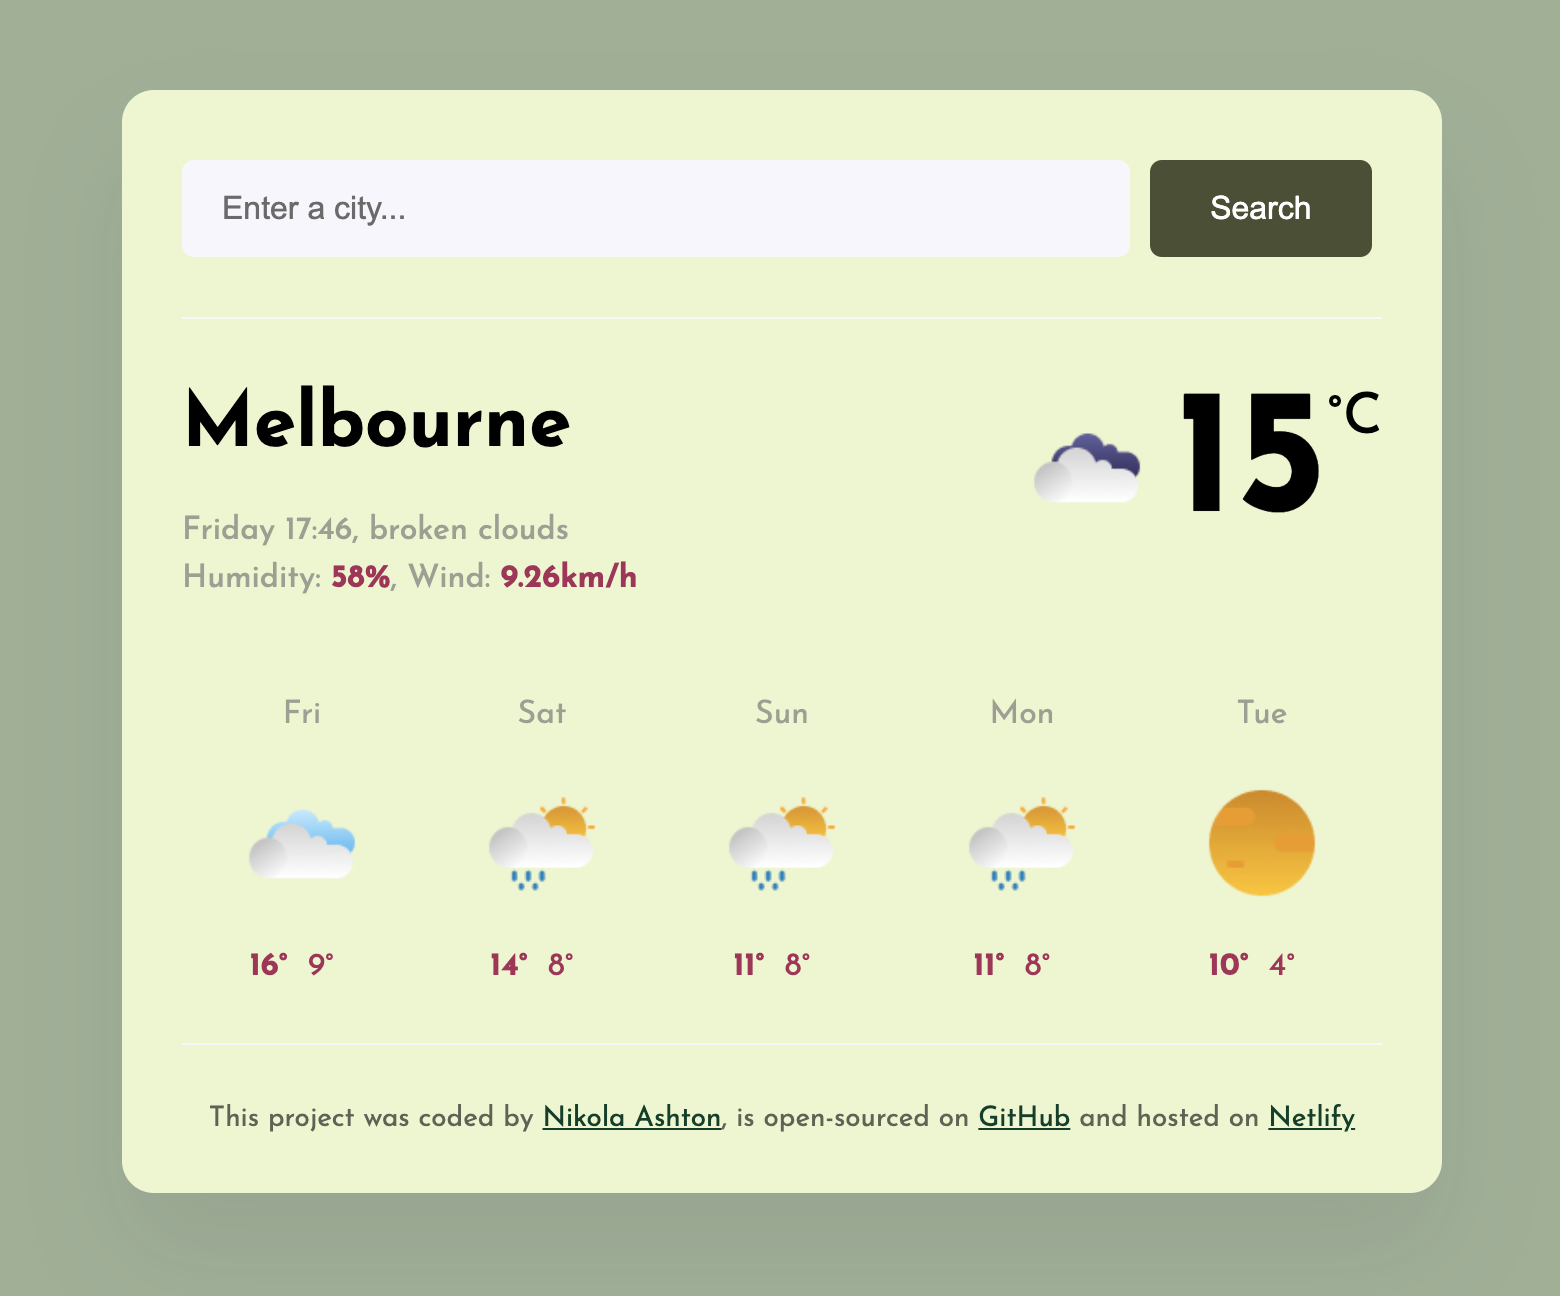 Enter a city...
Search
Melbourne
15°C
Friday 17:46, broken clouds
Humidity: 58%, Wind: 9.26km/h
Fri Sat Sun Mon Tue
16° 9° 14° 8° 11° 8° 11° 8° 10° 4°
This project was coded by Nikola Ashton, is open-sourced on GitHub and hosted on Netlify